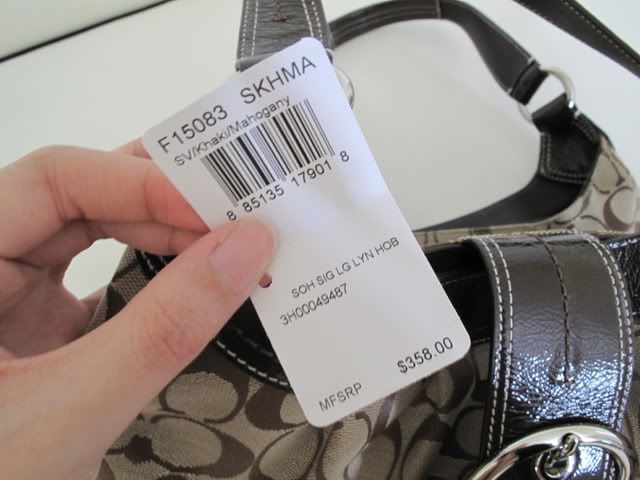 F15083 SKHMA
SV/Khaki/Mahogany
8 85135 17901 8
SOH SIG LG LYN HOB
3H00049487
MFSRP $358.00